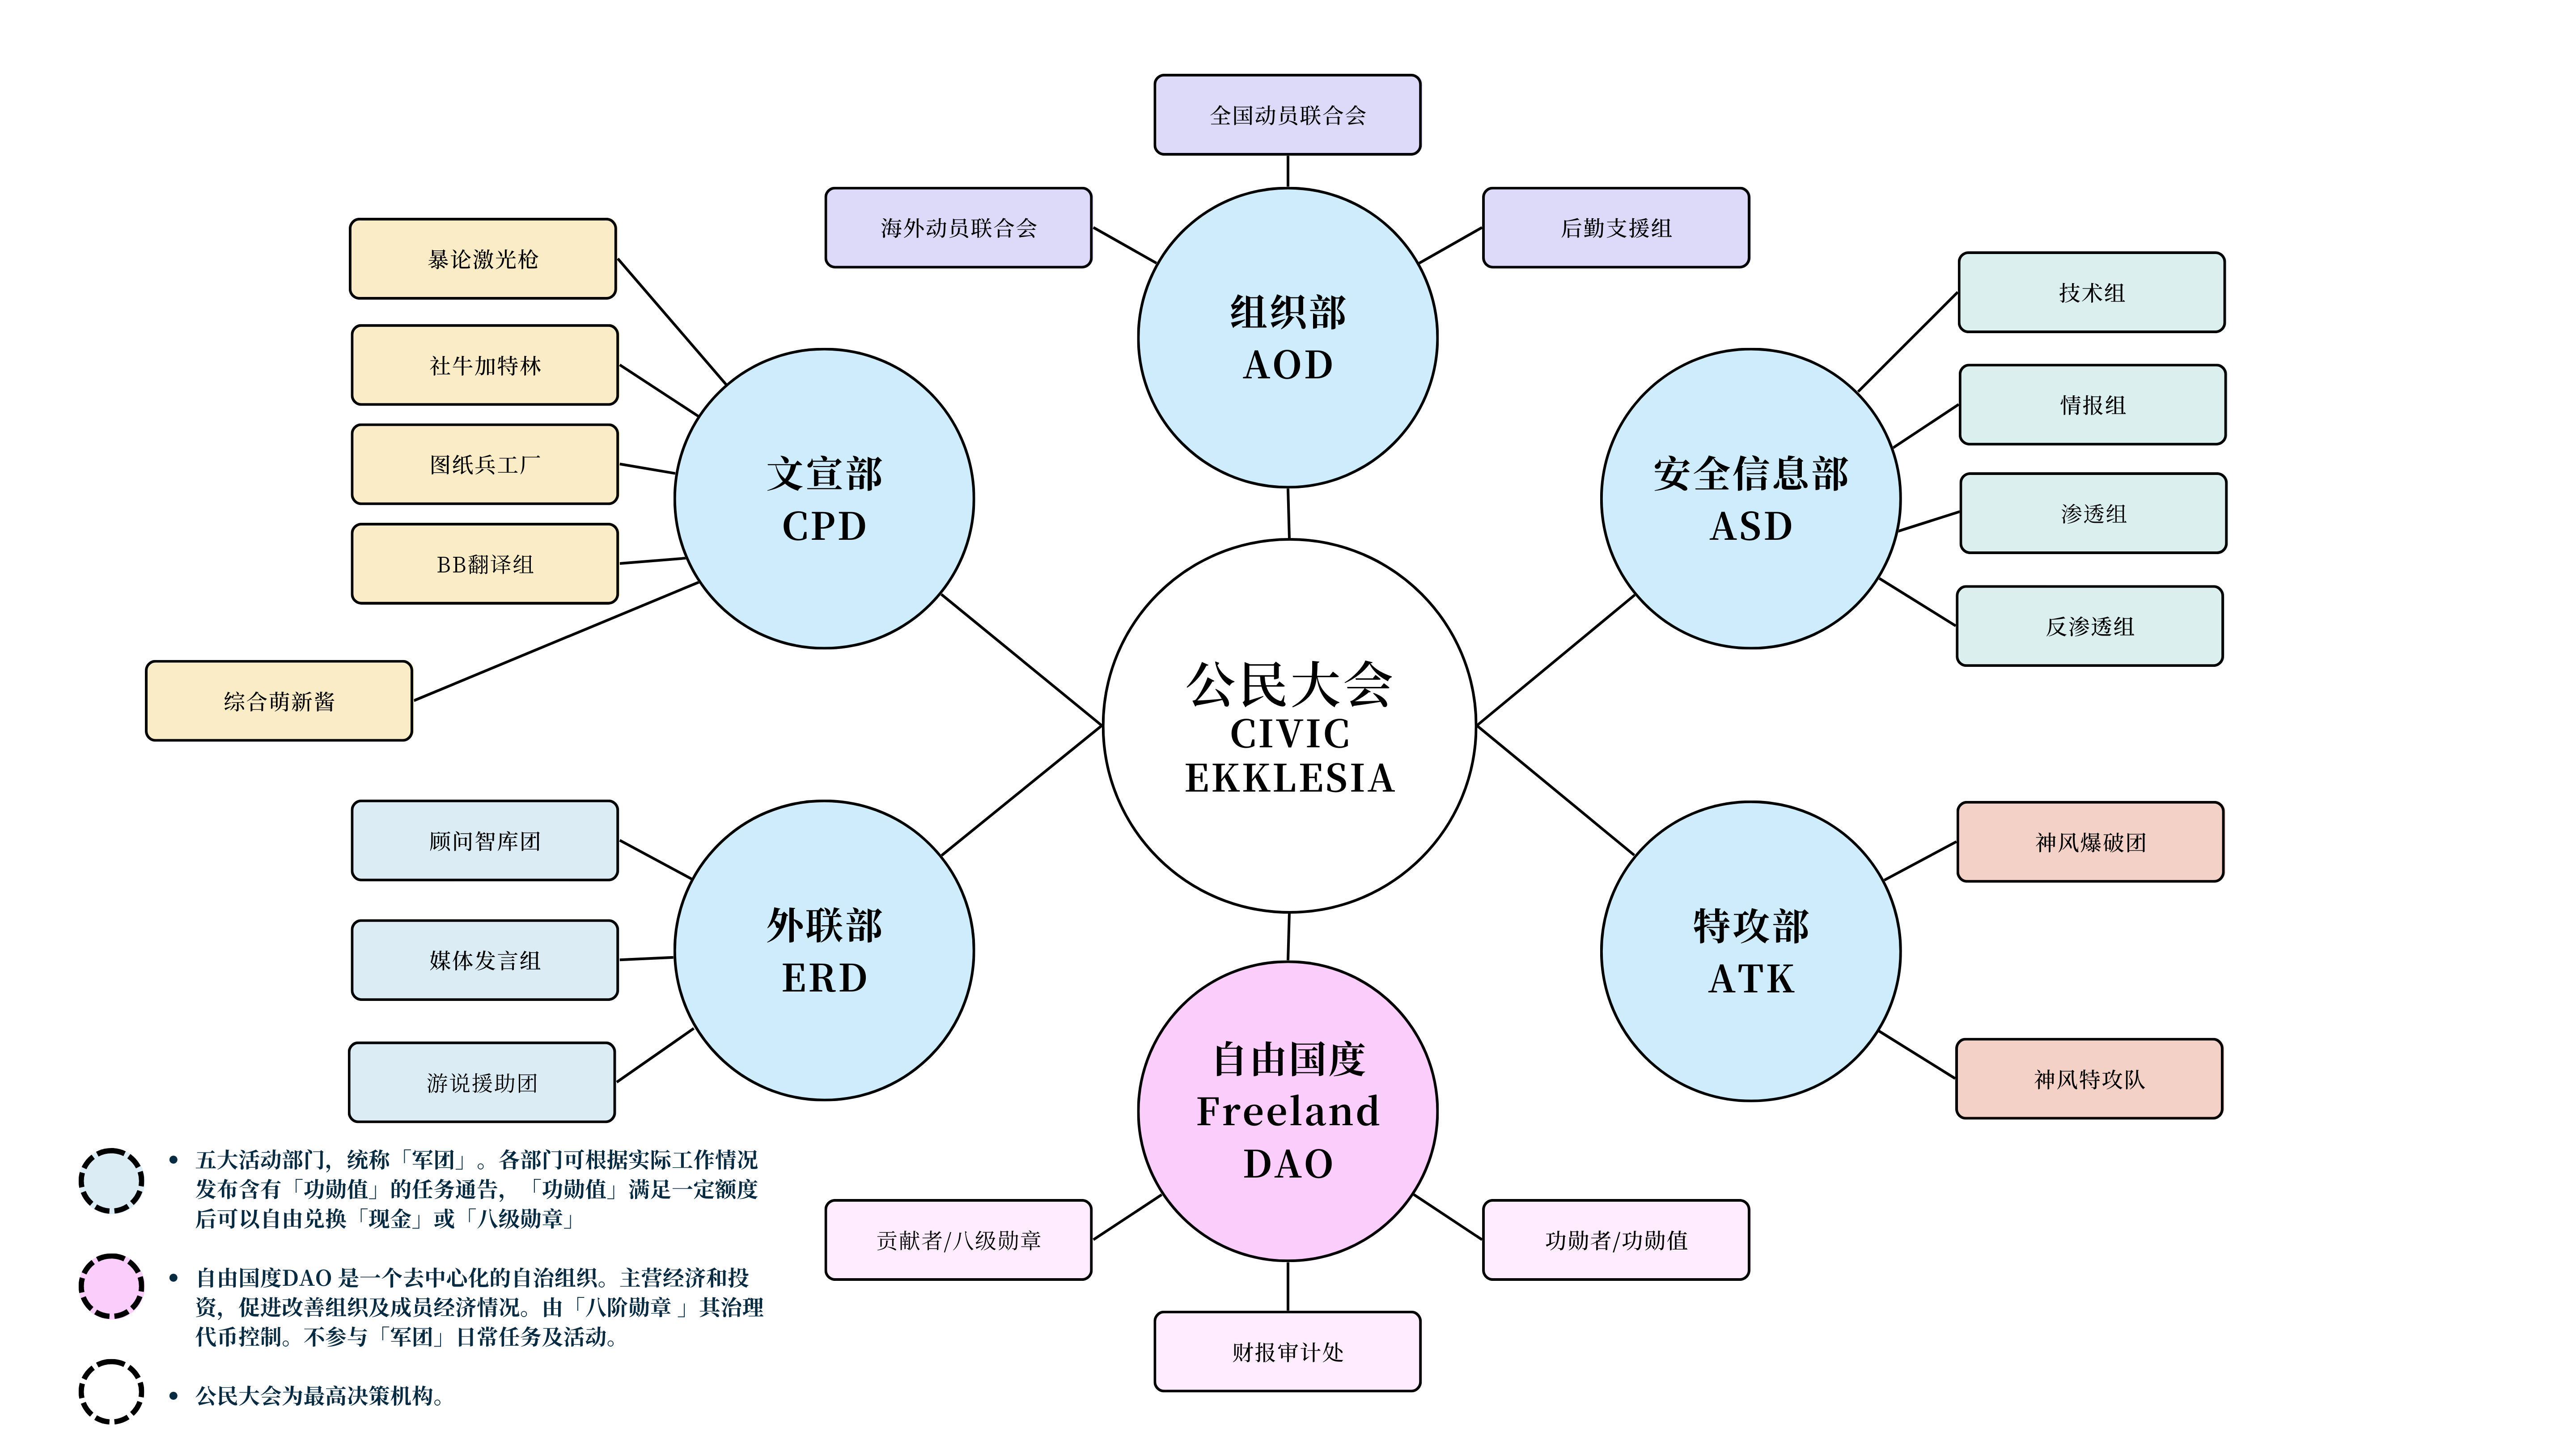 全国动员联合会
海外动员联合会
后勤支援组
组织部
AOD
暴论激光枪
社牛加特林
图纸兵工厂
BB翻译组
综合萌新酱
文宣部
CPD
安全信息部
ASD
技术组
情报组
渗透组
反渗透组
公民大会
CIVIC
EKKLESIA
顾问智库团
媒体发言组
游说援助团
外联部
ERD
特攻部
ATK
神风爆破团
神风特攻队
自由国度
Freeland
DAO
贡献者/八级勋章
功勋者/功勋值
财报审计处
• 五大活动部门，统称「军团」。各部门可根据实际工作情况
发布含有「功勋值」的任务通告，「功勋值」满足一定额度
后可以自由兑换「现金」或「八级勋章」
• 自由国度DAO 是一个去中心化的自治组织。主营经济和投
资，促进改善组织及成员经济情况。由「八阶勋章 」其治理
代币控制。不参与「军团」日常任务及活动。
• 公民大会为最高决策机构。